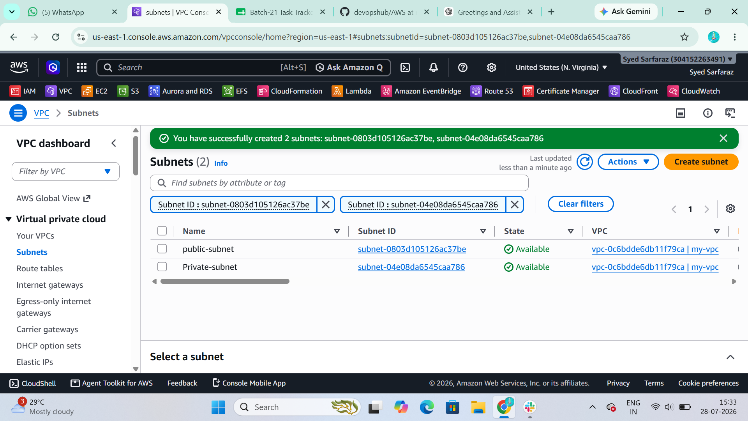 (5) WhatsApp
subnets | VPC Conso
Batch-21 Task Tracke
devopshub/AWS at
Greetings and Assis
Ask Gemini
us-east-1.console.aws.amazon.com/vpcconsole/home?region=us-east-1#subnets:subnetId=subnet-0803d105126ac37be,subnet-04e08da6545caa786
aws
Search
[Alt+S]
Ask Amazon Q
United States (N. Virginia)
Syed Sarfaraz (304152263491)
Syed Sarfaraz
IAM
VPC
EC2
S3
Aurora and RDS
EFS
CloudFormation
Lambda
Amazon EventBridge
Route 53
Certificate Manager
CloudFront
CloudWatch
VPC
Subnets
VPC dashboard
Filter by VPC
AWS Global View
Virtual private cloud
Your VPCs
Subnets
Route tables
Internet gateways
Egress-only internet
gateways
Carrier gateways
DHCP option sets
Elastic IPs
You have successfully created 2 subnets: subnet-0803d105126ac37be, subnet-04e08da6545caa786
Subnets (2) Info
Last updated
less than a minute ago
Actions
Create subnet
Find subnets by attribute or tag
Subnet ID : subnet-0803d105126ac37be
Subnet ID : subnet-04e08da6545caa786
Clear filters
1
Name
Subnet ID
State
VPC
public-subnet
subnet-0803d105126ac37be
Available
vpc-0c6bdde6db11f79ca | my-vpc
Private-subnet
subnet-04e08da6545caa786
Available
vpc-0c6bdde6db11f79ca | my-vpc
Select a subnet
CloudShell
Agent Toolkit for AWS
Feedback
Console Mobile App
© 2026, Amazon Web Services, Inc. or its affiliates.
Privacy
Terms
Cookie preferences
3
29°C
Mostly cloudy
Search
ENG
IN
15:33
28-07-2026